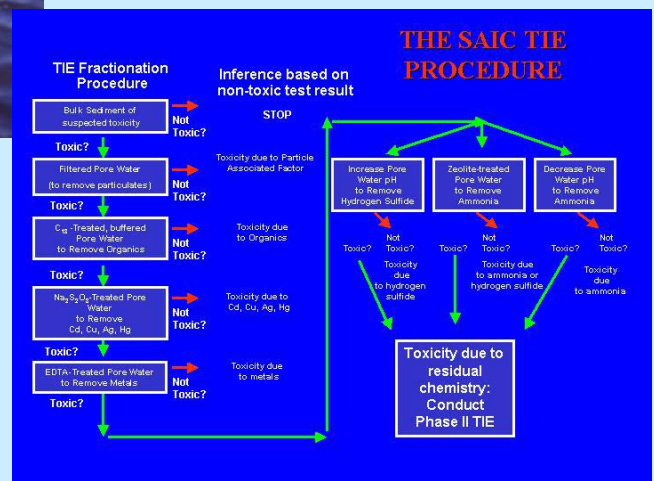 THE SAIC TIE
PROCEDURE
TIE Fractionation
Procedure
Inference based on
non-toxic test result
Bulk Sediment of
suspected toxicity
Not
Toxic?
STOP
Toxic?
Filtered Pore Water
(to remove particulates)
Not
Toxic?
Toxicity due to Particle
Associated Factor
Toxic?
C18 -Treated, buffered
Pore Water
to Remove Organics
Not
Toxic?
Toxicity due
to Organics
Toxic?
Na2S2O3-Treated Pore
Water
to Remove
Cd, Cu, Ag, Hg
Not
Toxic?
Toxicity due to
Cd, Cu, Ag, Hg
Toxic?
EDTA-Treated Pore Water
to Remove Metals
Not
Toxic?
Toxicity due
to metals
Toxic?
Increase Pore
Water pH
to Remove
Hydrogen Sulfide
Zeolite-treated
Pore Water
to Remove
Ammonia
Decrease Pore
Water pH
to Remove
Ammonia
Toxic?
Not
Toxic?
Toxicity
due
to hydrogen
sulfide
Toxic?
Not
Toxic?
Toxicity due
to ammonia or
hydrogen sulfide
Toxic?
Not
Toxic?
Toxicity
due
to ammonia
Toxicity due to
residual
chemistry:
Conduct
Phase II TIE